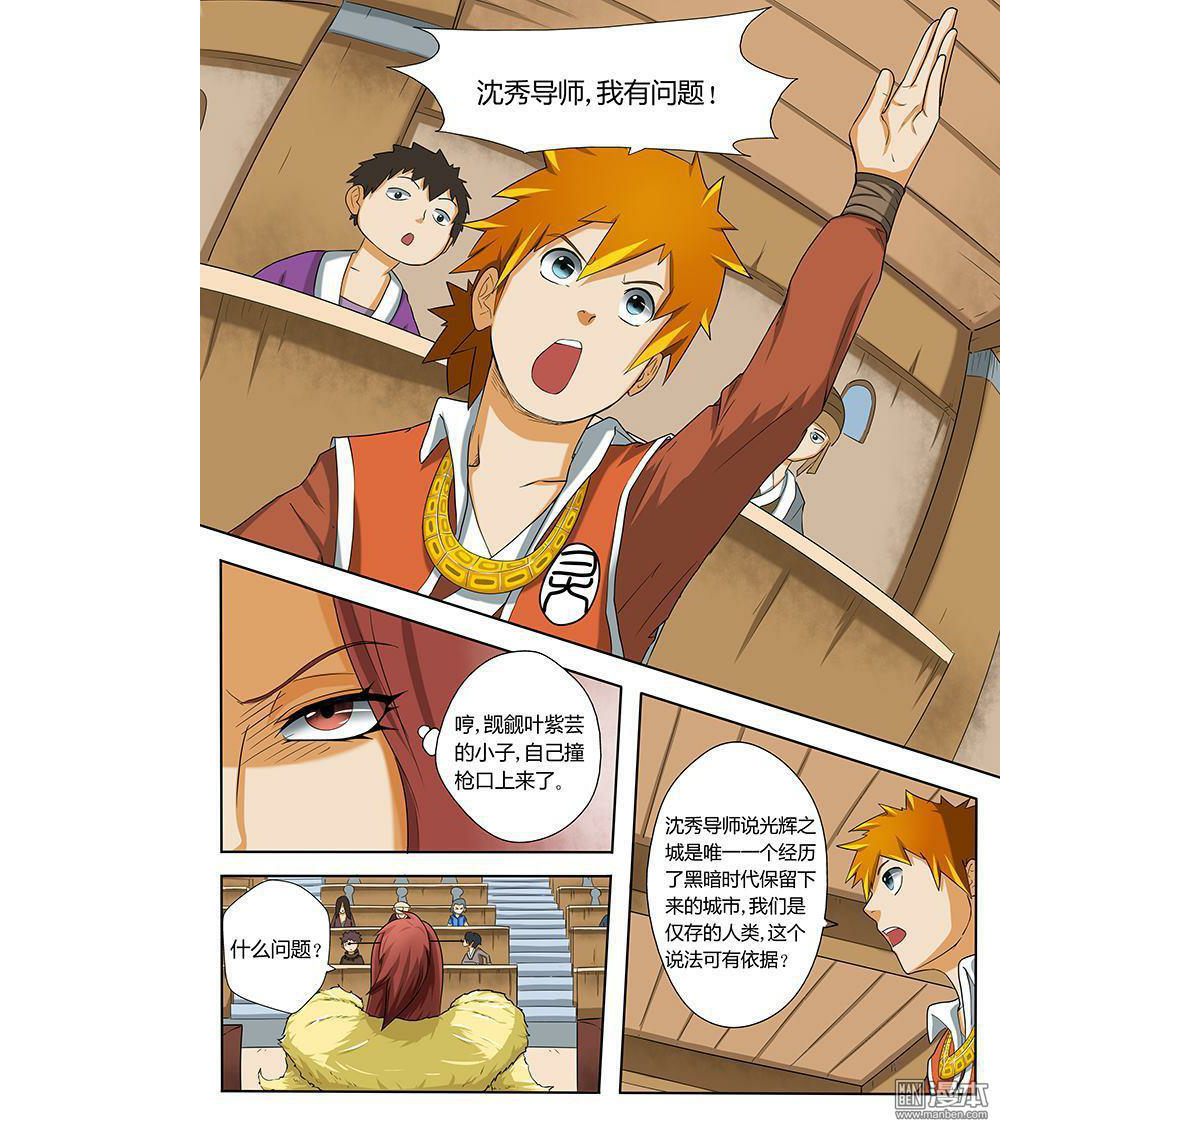 沈秀导师,我有问题!
灵
哼,觊觎叶紫芸
的小子,自己撞
枪口上来了。
什么问题?
沈秀导师说光辉之
城是唯一一个经历
了黑暗时代保留下
来的城市,我们是
仅存的人类,这个
说法可有依据?
MAN
BEN
漫本
www.manben.com